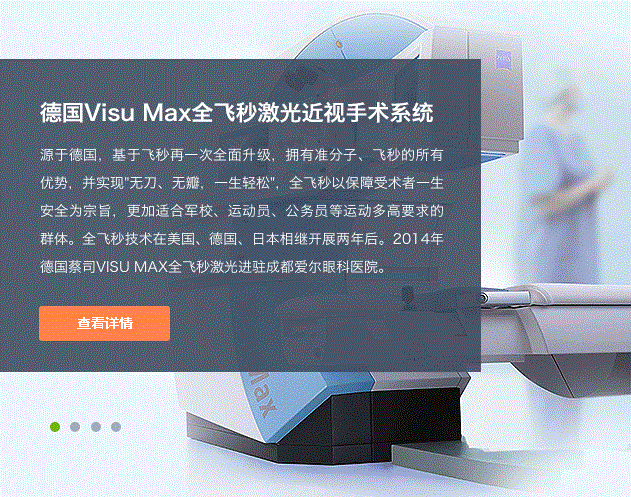 德国Visu Max全飞秒激光近视手术系统
源于德国，基于飞秒再一次全面升级，拥有准分子、飞秒的所有
优势，并实现"无刀、无瓣，一生轻松"，全飞秒以保障受术者一生
安全为宗旨，更加适合军校、运动员、公务员等运动多高要求的
群体。全飞秒技术在美国、德国、日本相继开展两年后。2014年
德国蔡司VISU MAX全飞秒激光进驻成都爱尔眼科医院。
查看详情
Max